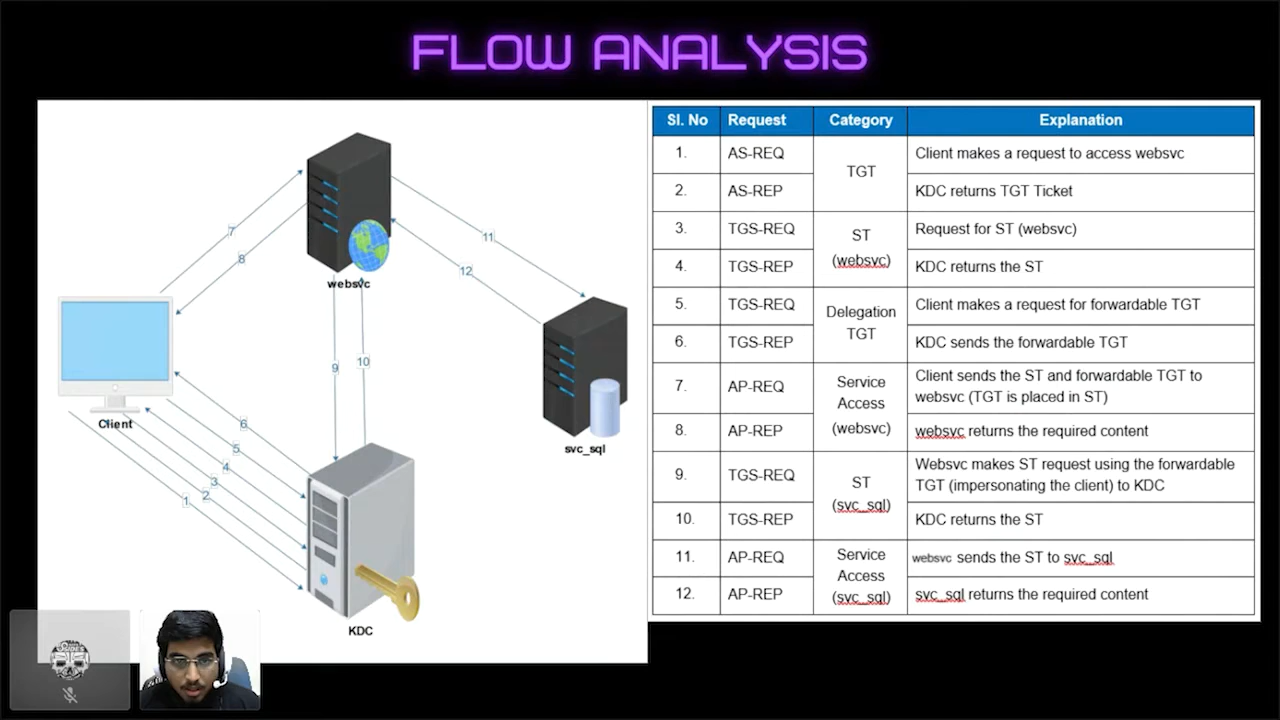 FLOW ANALYSIS
7
8
11
12
websvc
9
10
Client
svc_sql
6
5
4
3
2
1
KDC
Sl. No Request Category Explanation
1. AS-REQ TGT Client makes a request to access websvc
2. AS-REP KDC returns TGT Ticket
3. TGS-REQ ST (websvc) Request for ST (websvc)
4. TGS-REP KDC returns the ST
5. TGS-REQ Delegation TGT Client makes a request for forwardable TGT
6. TGS-REP KDC sends the forwardable TGT
7. AP-REQ Service Access (websvc) Client sends the ST and forwardable TGT to
websvc (TGT is placed in ST)
8. AP-REP websvc returns the required content
9. TGS-REQ ST (svc_sql) Websvc makes ST request using the forwardable
TGT (impersonating the client) to KDC
10. TGS-REP KDC returns the ST
11. AP-REQ Service Access (svc_sql) websvc sends the ST to svc_sql
12. AP-REP svc_sql returns the required content